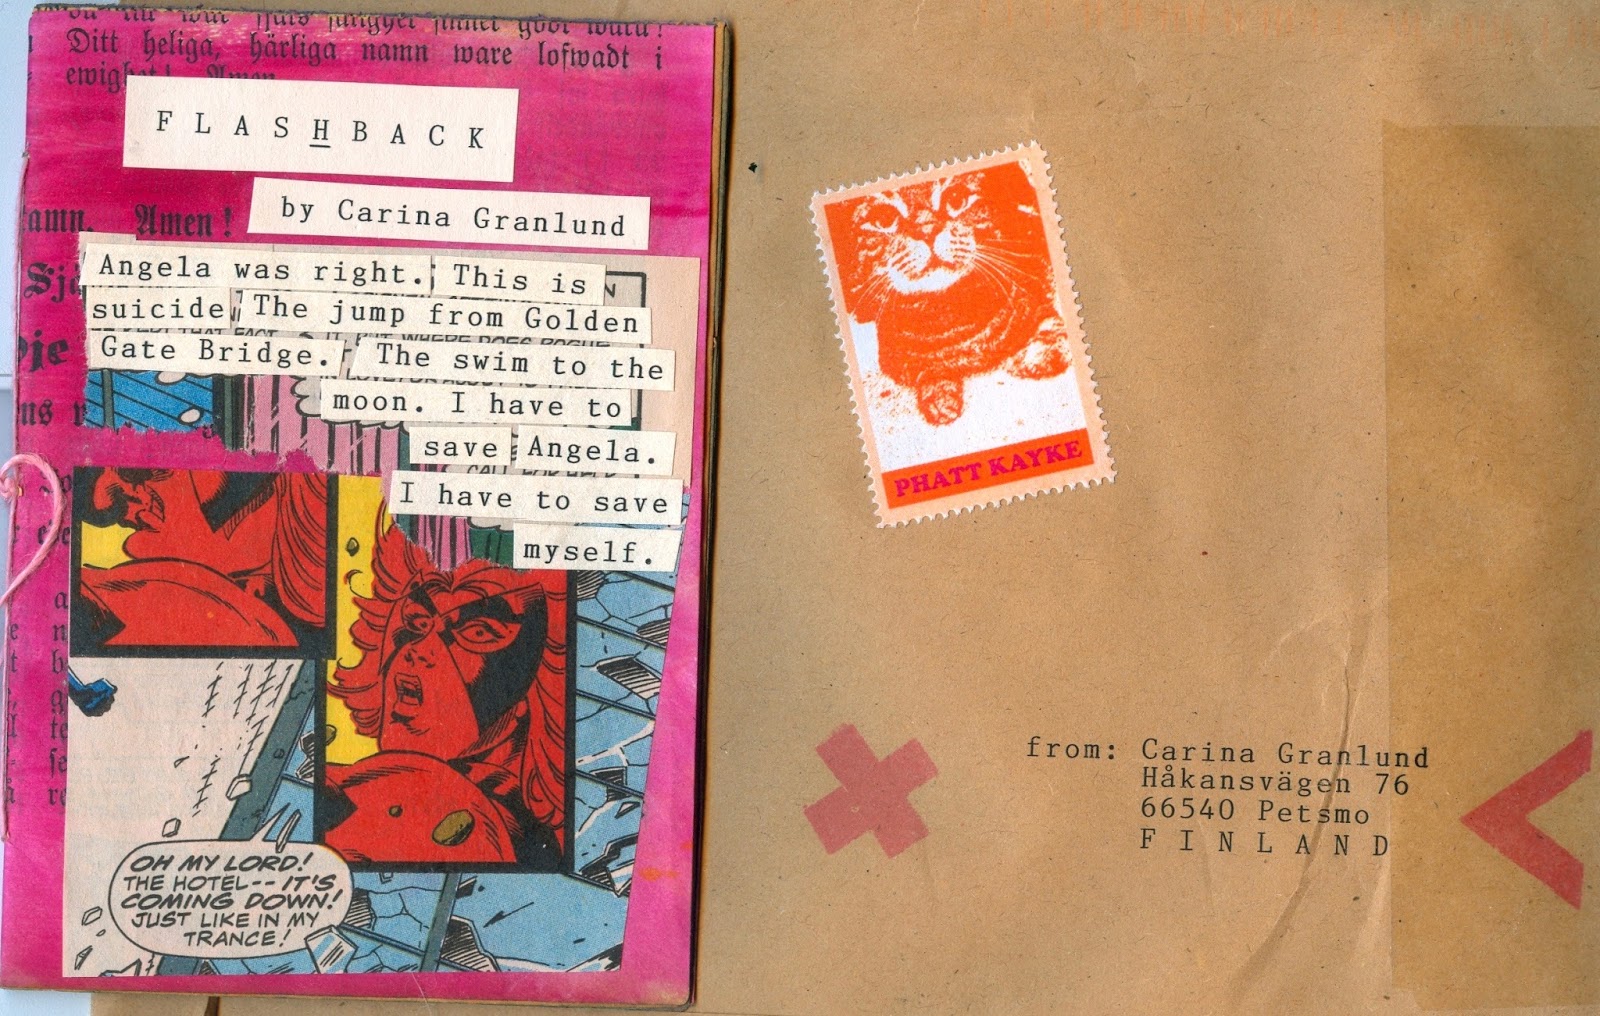 Ditt heliga, härliga namn ware lofwadt i
F L A S H B A C K
by Carina Granlund
Amen!
Angela was right. This is
suicide The jump from Golden
Gate Bridge. The swim to the
moon. I have to
save Angela.
I have to save
myself.
OH MY LORD!
THE HOTEL-- IT'S
COMING DOWN!
JUST LIKE IN MY
TRANCE!
PHATT KAYKE
from: Carina Granlund
Håkansvägen 76
66540 Petsmo
F I N L A N D